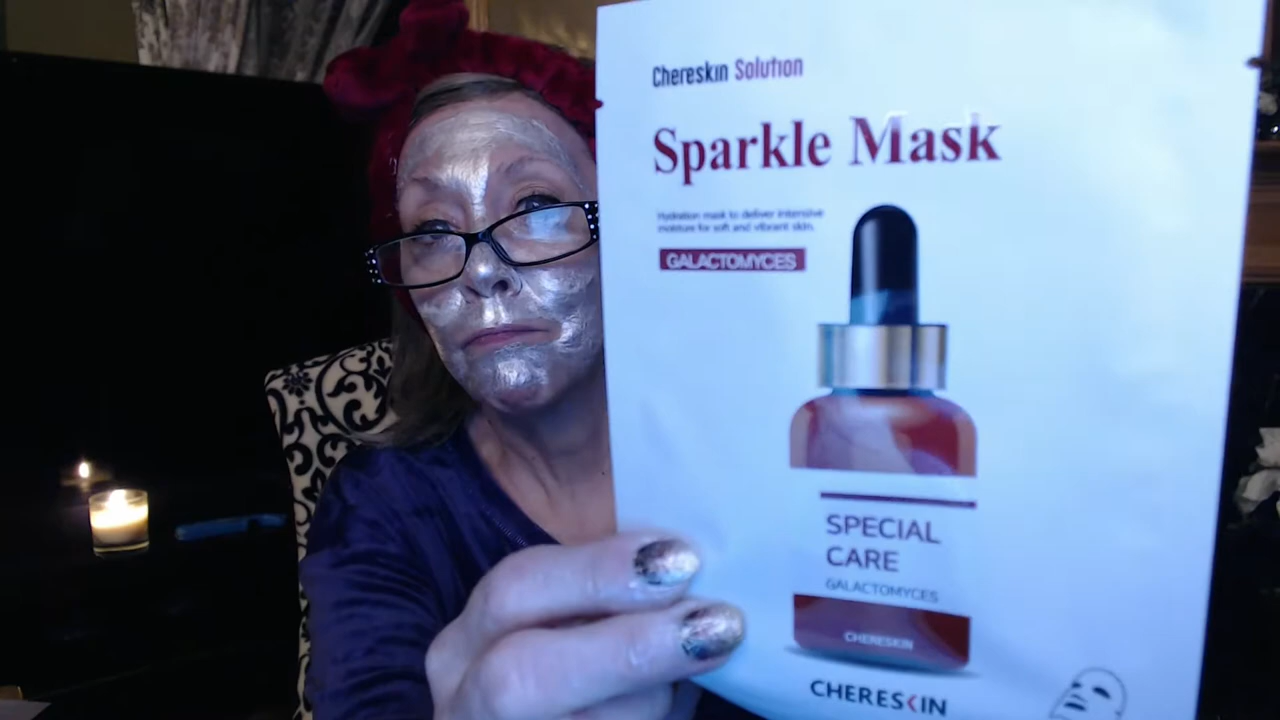 Chereskin Solution
Sparkle Mask
Hydration mask to deliver intensive
moisture for soft and vibrant skin.
GALACTOMYCES
SPECIAL
CARE
GALACTOMYCES
CHERESKIN
CHERESKIN